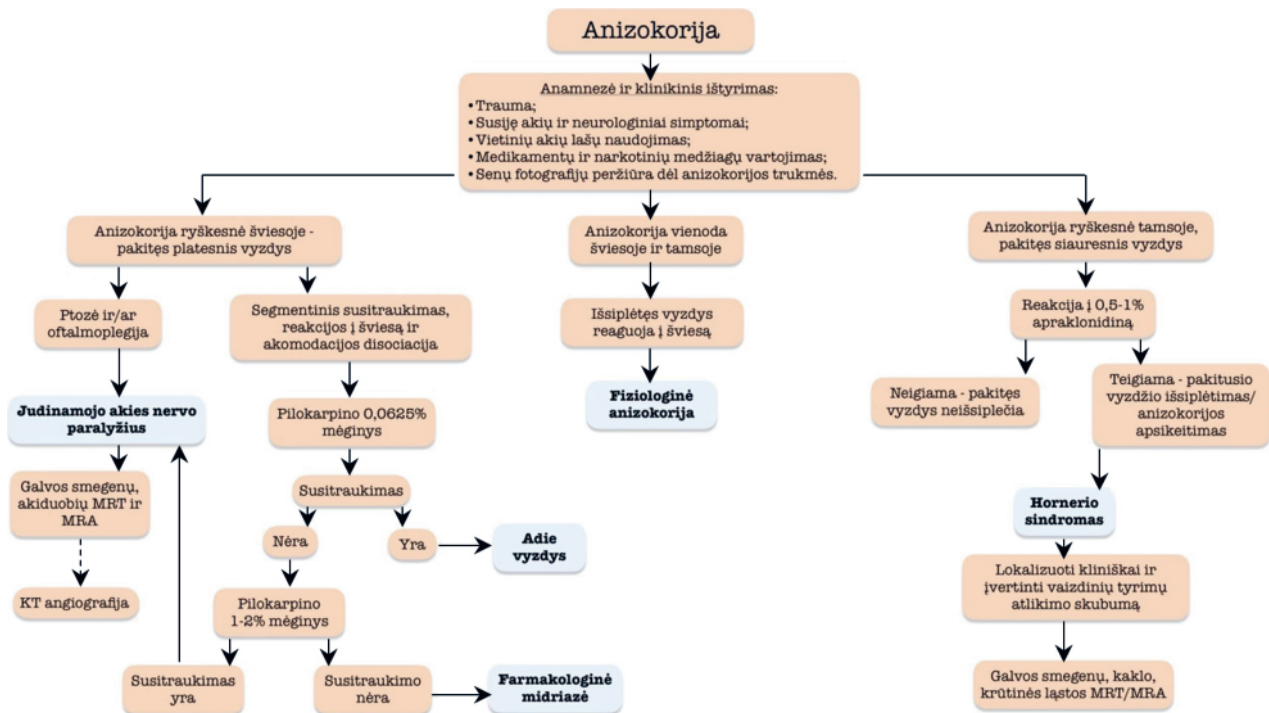 Anizokorija
Anamnezė ir klinikinis ištyrimas:
• Trauma;
• Susiję akių ir neurologiniai simptomai;
• Vietinių akių lašų naudojimas;
• Medikamentų ir narkotinių medžiagų vartojimas;
• Senų fotografijų peržiūra dėl anizokorijos trukmės.
Anizokorija ryškesnė šviesoje -
pakitęs platesnis vyzdys
Ptozė ir/ar
oftalmoplegija
Judinamojo akies nervo
paralyžius
Galvos smegenų,
akiduobių MRT ir
MRA
KT angiografija
Segmentinis susitraukimas,
reakcijos į šviesą ir
akomodacijos disociacija
Pilokarpino 0,0625%
mėginys
Susitraukimas
Nėra
Yra
Adie
vyzdys
Pilokarpino
1-2% mėginys
Susitraukimas
yra
Susitraukimo
nėra
Farmakologinė
midriazė
Anizokorija vienoda
šviesoje ir tamsoje
Išsiplėtęs vyzdys
reaguoja į šviesą
Fiziologinė
anizokorija
Anizokorija ryškesnė tamsoje,
pakitęs siauresnis vyzdys
Reakcija į 0,5-1%
apraklonidiną
Neigiama - pakitęs
vyzdys neišsiplečia
Teigiama - pakitusio
vyzdžio išsiplėtimas/
anizokorijos
apsikeitimas
Hornerio
sindromas
Lokalizuoti kliniškai ir
įvertinti vaizdinių tyrimų
atlikimo skubumą
Galvos smegenų, kaklo,
krūtinės ląstos MRT/MRA